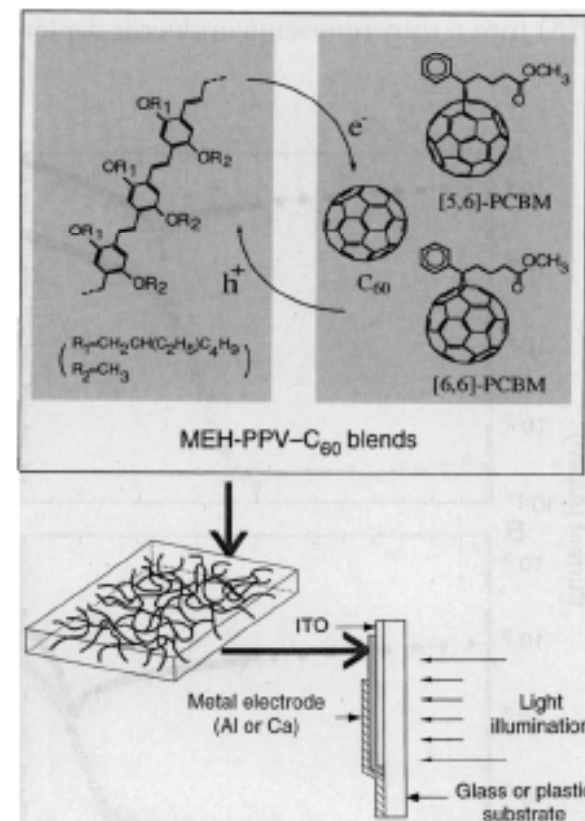 OR₁
OR₂
OR₁
OR₂
OR₁
OR₂
R₁=CH₂CH(C₂H₅)C₄H₉
R₂=CH₃
e⁻
h⁺
C₆₀
OCH₃
O
[5,6]-PCBM
OCH₃
O
[6,6]-PCBM
MEH-PPV–C₆₀ blends
ITO
Metal electrode
(Al or Ca)
Light
illumination
Glass or plastic
substrate